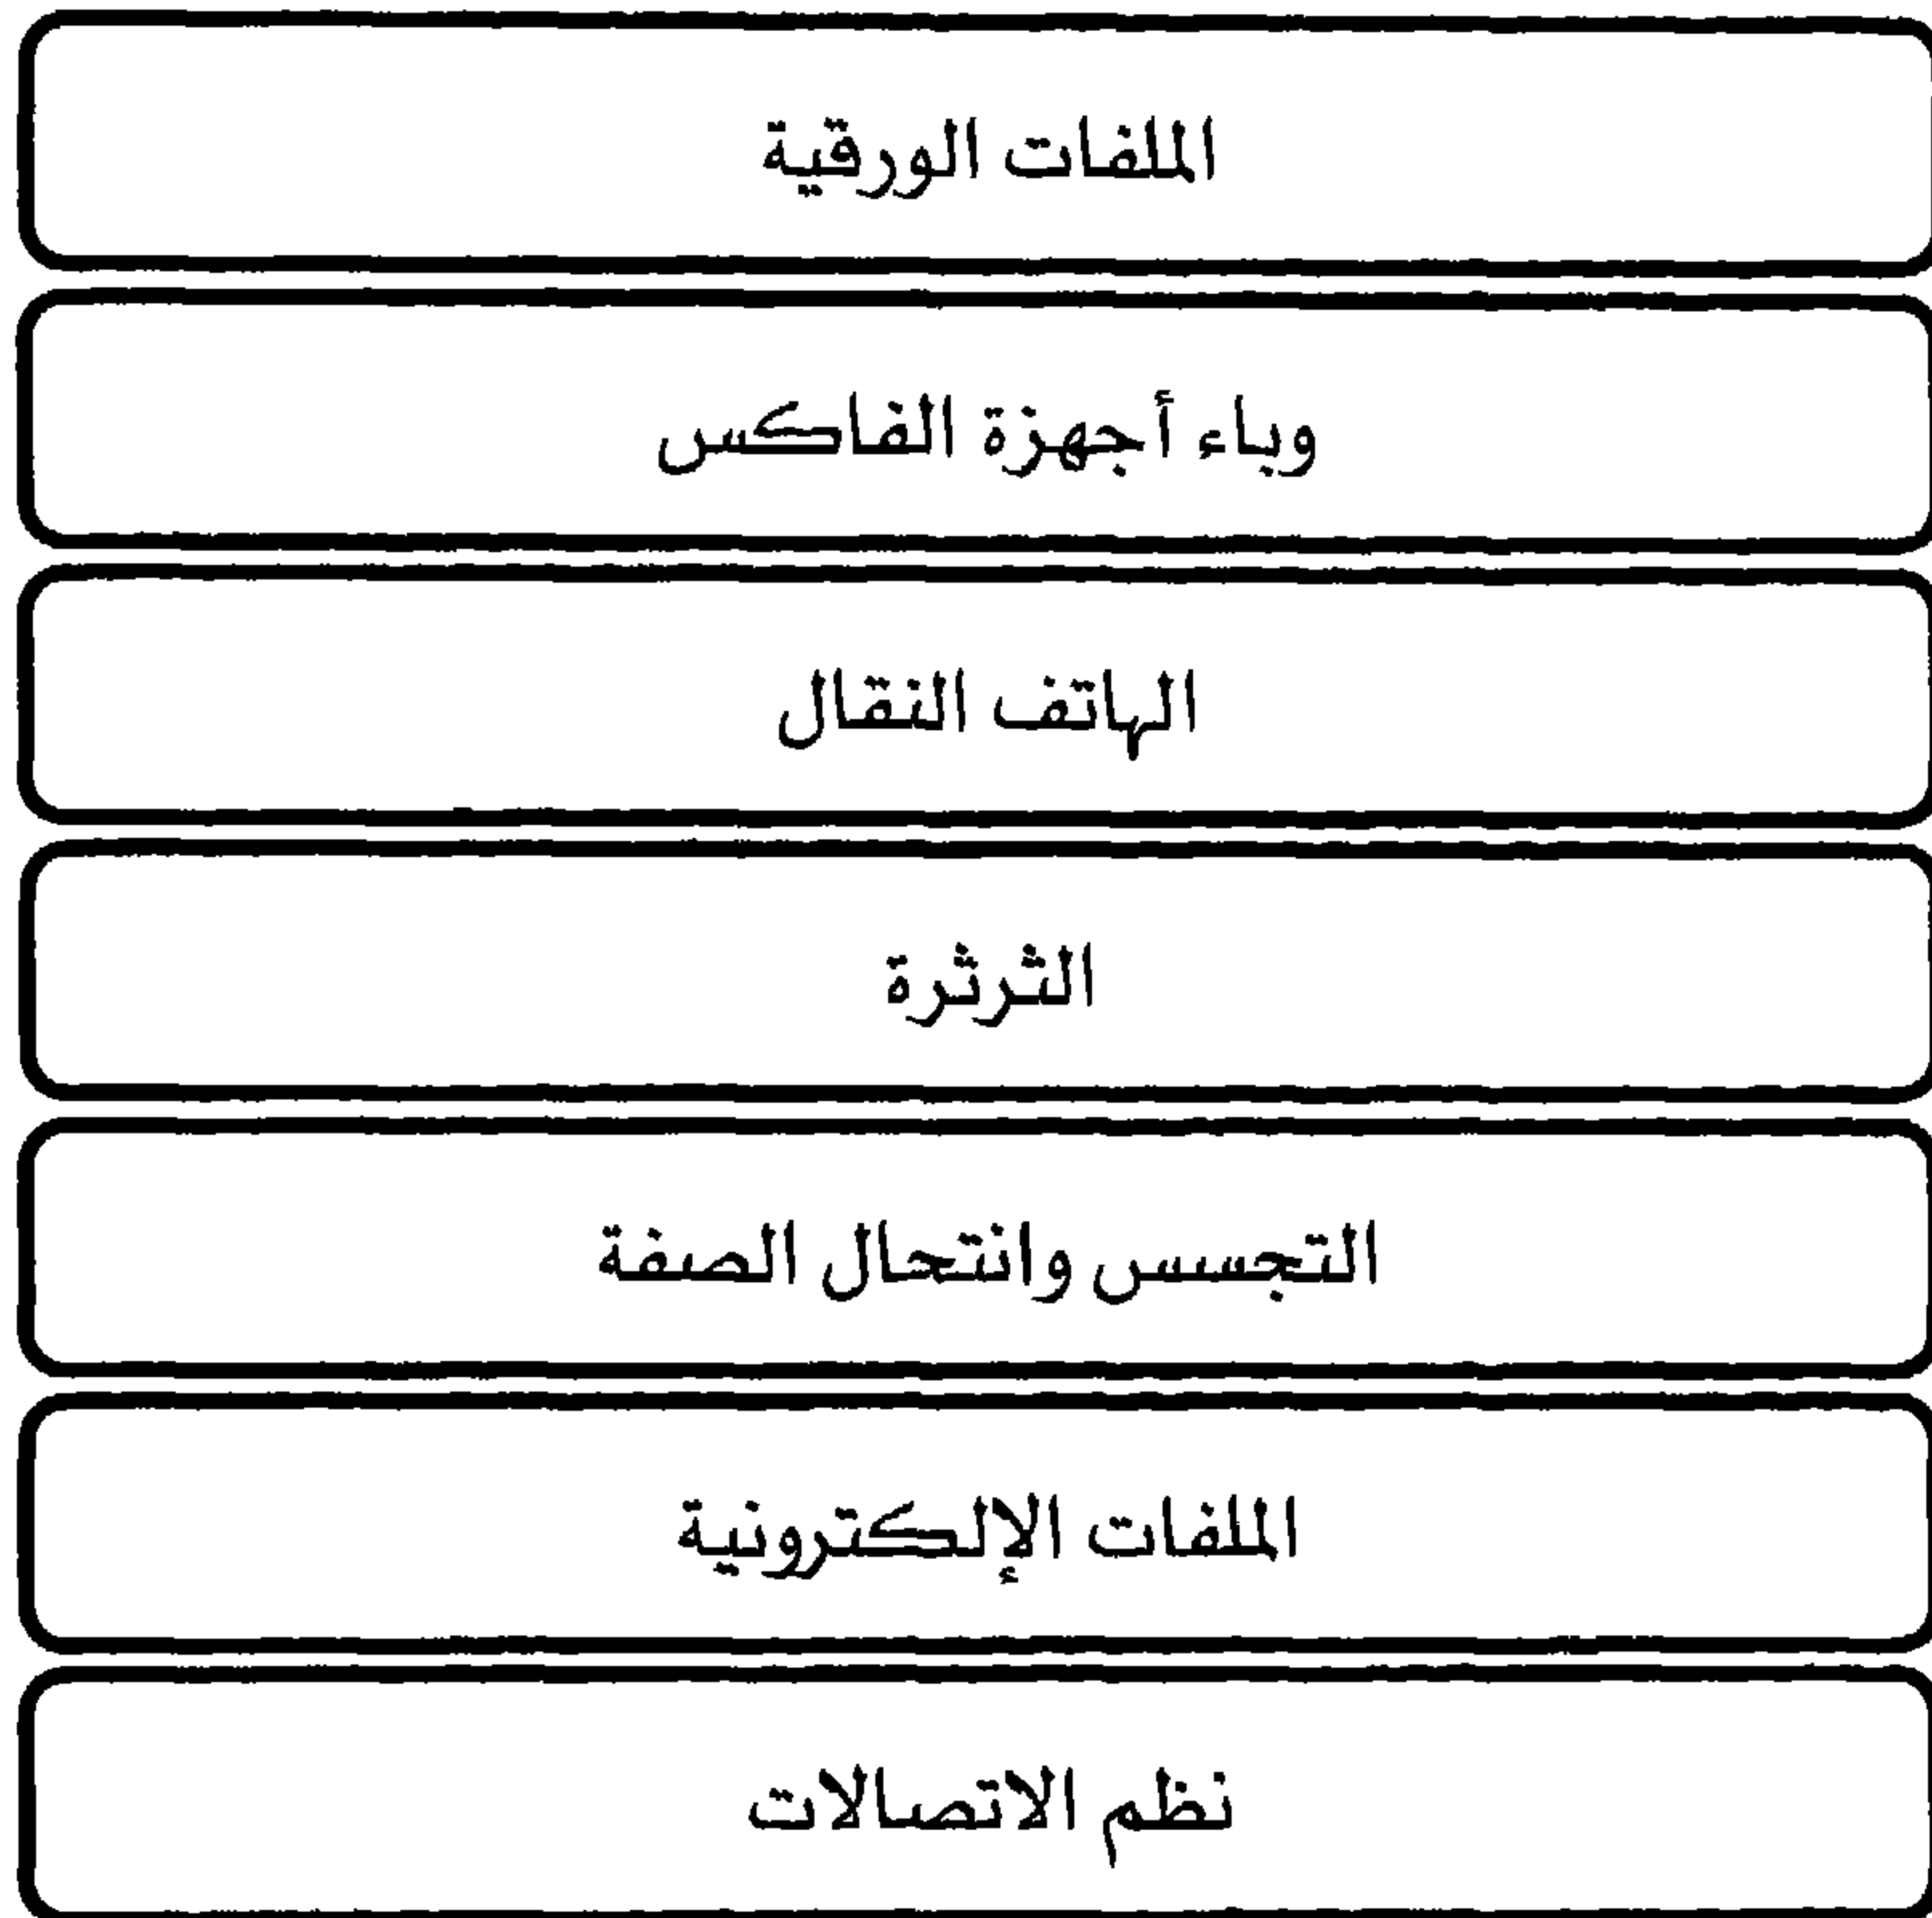 الملفات الورقية
وباء أجهزة الفاكس
الهاتف النقال
الثرثرة
التجسس وانتحال الصفة
الملفات الإلكترونية
نظم الاتصالات